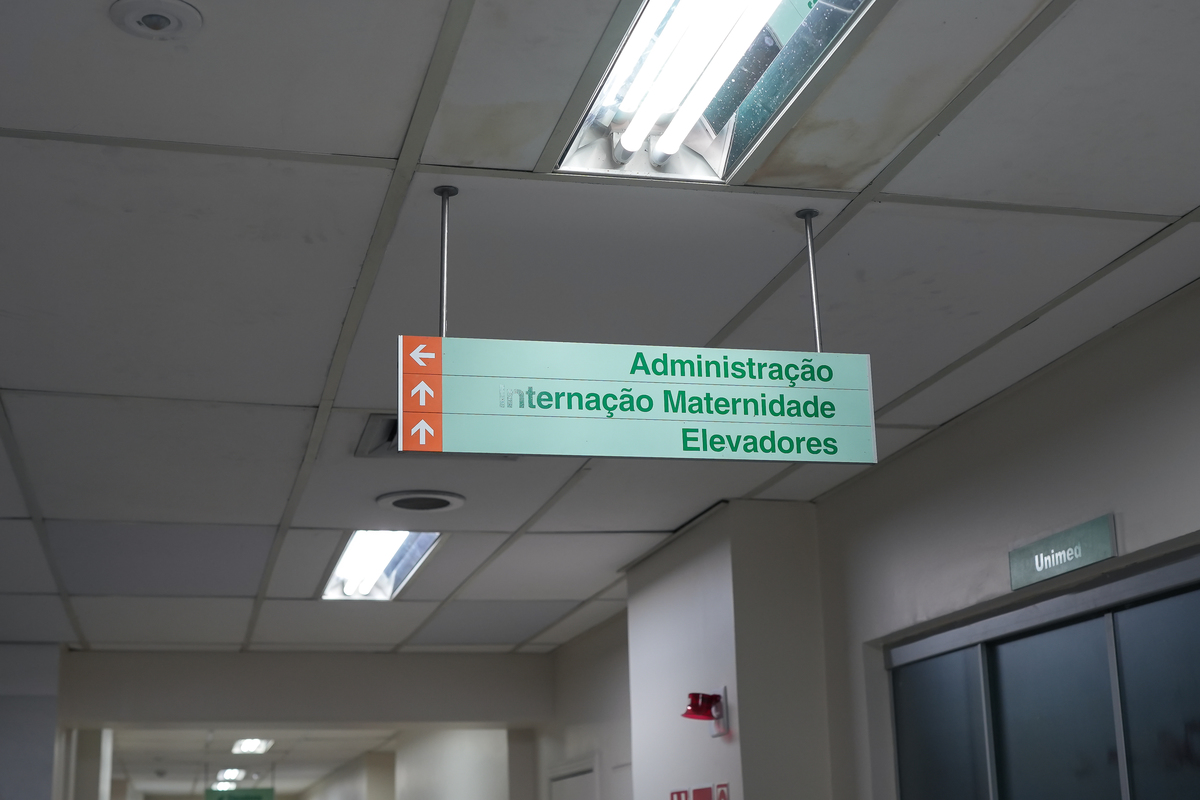 Administração
Internação Maternidade
Elevadores
Unimed